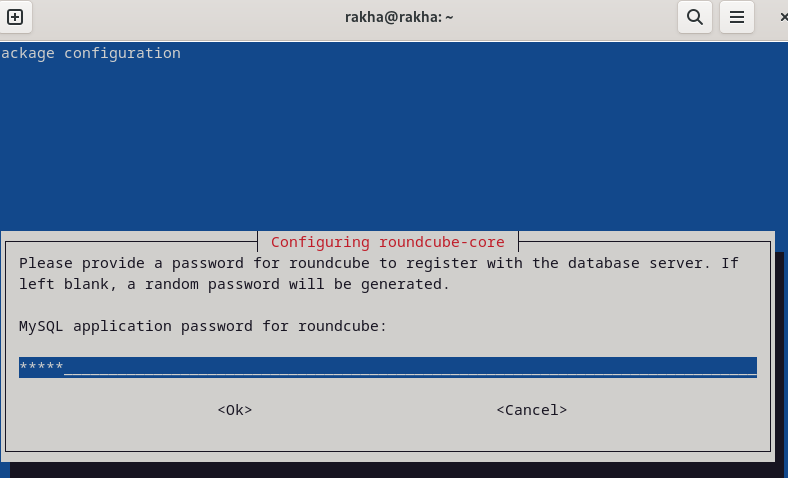 rakha@rakha: ~
ackage configuration
Configuring roundcube-core
Please provide a password for roundcube to register with the database server. If
left blank, a random password will be generated.
MySQL application password for roundcube:
*****
<Ok> <Cancel>